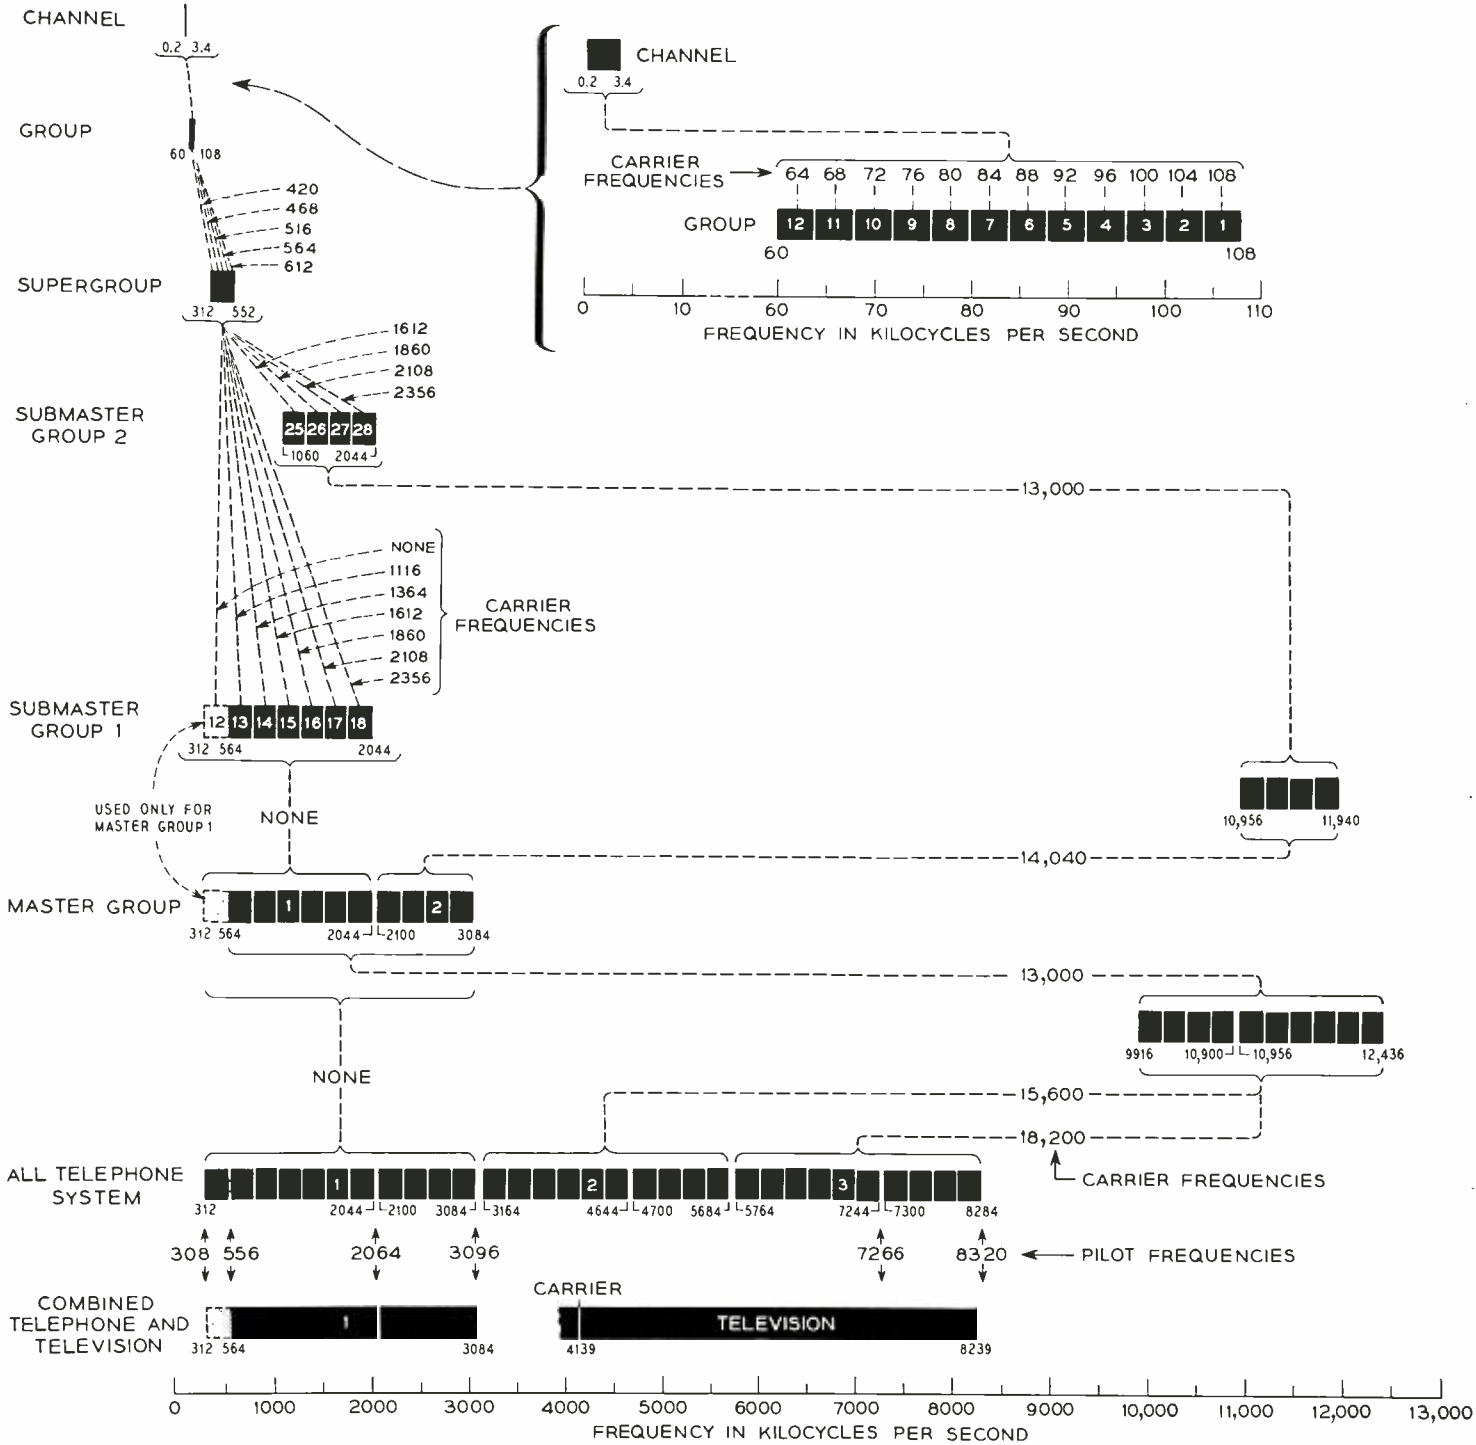 CHANNEL
0.2 3.4
GROUP
60 108
420
468
516
564
612
SUPERGROUP
312 552
CHANNEL
0.2 3.4
CARRIER
FREQUENCIES
64 68 72 76 80 84 88 92 96 100 104 108
GROUP
12 11 10 9 8 7 6 5 4 3 2 1
60 108
0 10 60 70 80 90 100 110
FREQUENCY IN KILOCYCLES PER SECOND
1612
1860
2108
2356
SUBMASTER
GROUP 2
25 26 27 28
1060 2044
13,000
NONE
1116
1364
1612
1860
2108
2356
CARRIER
FREQUENCIES
SUBMASTER
GROUP 1
12 13 14 15 16 17 18
312 564 2044
USED ONLY FOR
MASTER GROUP 1
NONE
10,956 11,940
14,040
MASTER GROUP
1 2
312 564 2044 2100 3084
13,000
9916 10,900 10,956 12,436
NONE
15,600
18,200
CARRIER FREQUENCIES
ALL TELEPHONE
SYSTEM
1 2 3
312 2044 2100 3084 3164 4644 4700 5684 5764 7244 7300 8284
308 556 2064 3096 7266 8320
PILOT FREQUENCIES
COMBINED
TELEPHONE AND
TELEVISION
1
312 564 3084
CARRIER
TELEVISION
4139 8239
0 1000 2000 3000 4000 5000 6000 7000 8000 9000 10,000 11,000 12,000 13,000
FREQUENCY IN KILOCYCLES PER SECOND